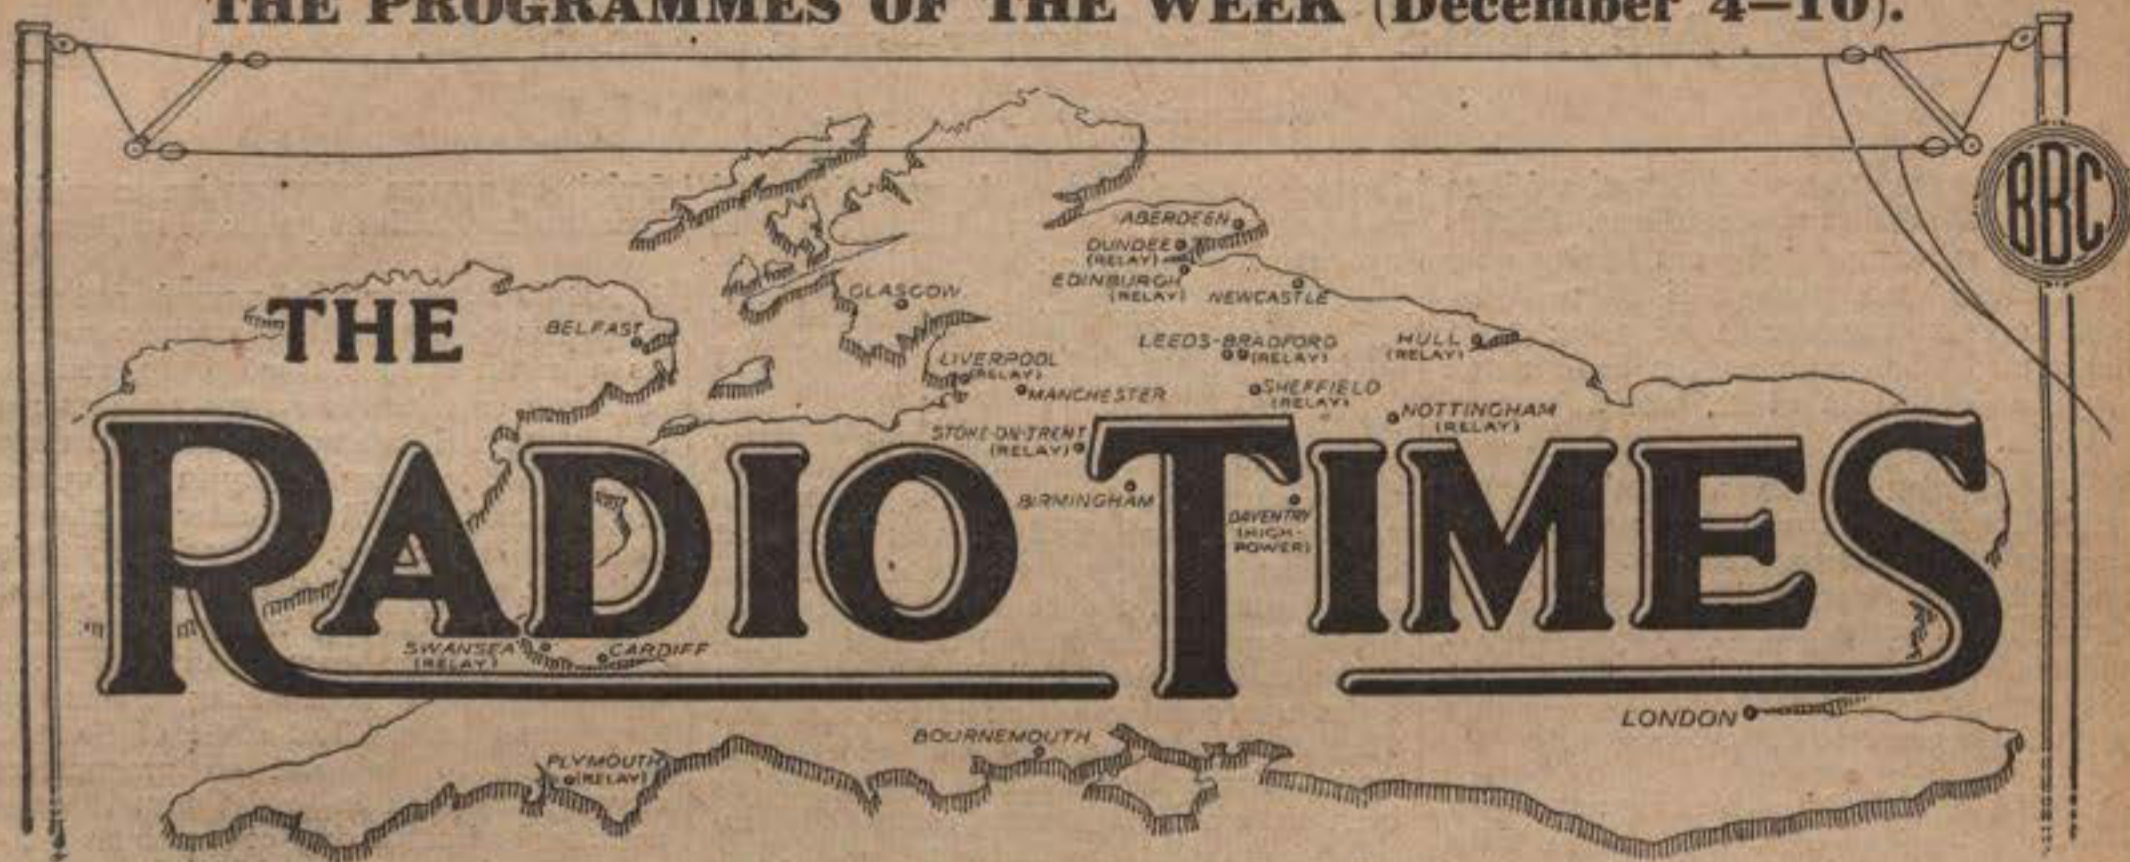 THE PROGRAMMES OF THE WEEK (December 4—10).
BBC
THE
RADIO TIMES
ABERDEEN
DUNDEE
(RELAY)
EDINBURGH
(RELAY)
NEWCASTLE
GLASGOW
BELFAST
LEEDS-BRADFORD
(RELAY)
HULL
(RELAY)
LIVERPOOL
(RELAY)
MANCHESTER
SHEFFIELD
(RELAY)
NOTTINGHAM
(RELAY)
STOKE-ON-TRENT
(RELAY)
BIRMINGHAM
DAVENTRY
(HIGH-
POWER)
SWANSEA
(RELAY)
CARDIFF
LONDON
BOURNEMOUTH
PLYMOUTH
(RELAY)